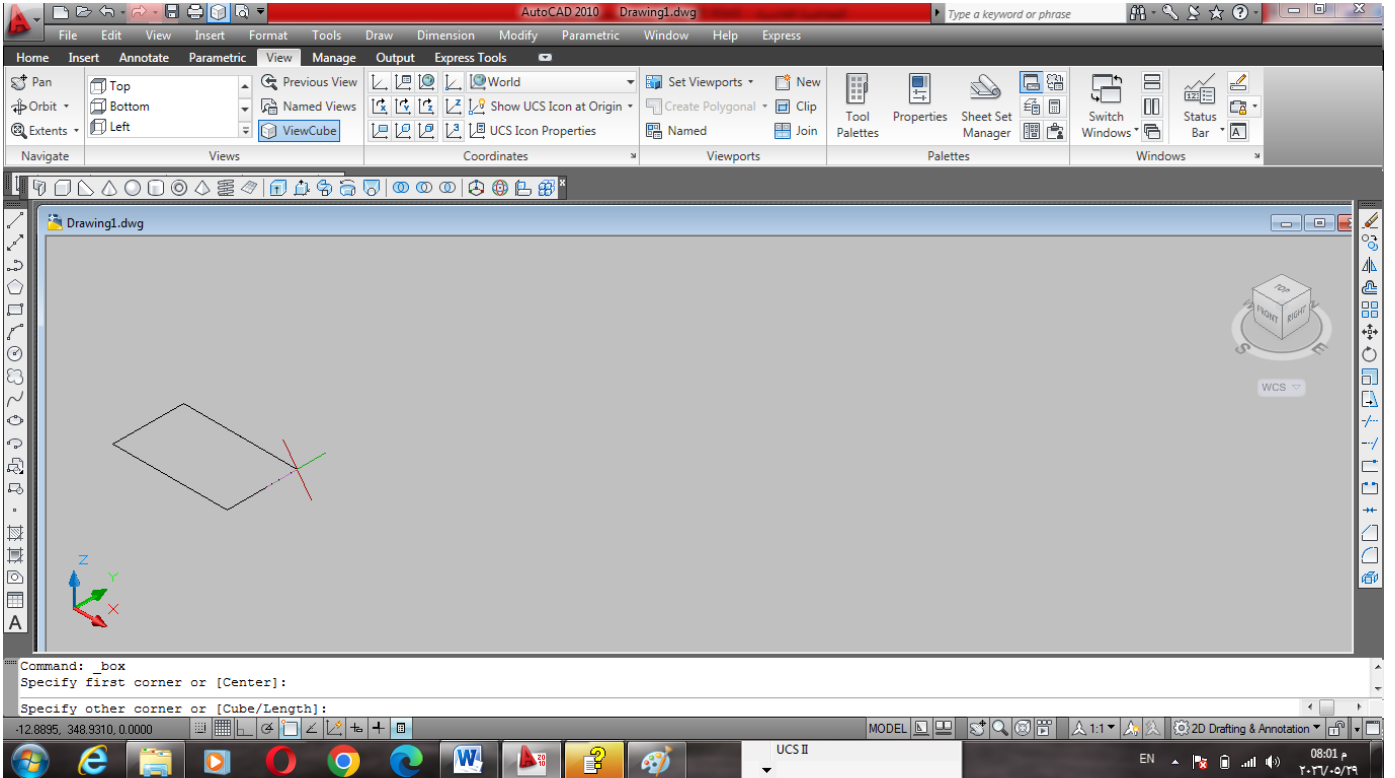 AutoCAD 2010 Drawing1.dwg
Type a keyword or phrase
File Edit View Insert Format Tools Draw Dimension Modify Parametric Window Help Express
Home Insert Annotate Parametric View Manage Output Express Tools
Pan Top Previous View World Set Viewports New
Orbit Bottom Named Views Show UCS Icon at Origin Create Polygonal Clip
Extents Left ViewCube UCS Icon Properties Named Join
Tool Palettes
Properties
Sheet Set Manager
Switch Windows
Status Bar
Navigate Views Coordinates Viewports Palettes Windows
Drawing1.dwg
TOP
FRONT RIGHT
S E
WCS
Z
Y
X
A
Command: _box
Specify first corner or [Center]:
Specify other corner or [Cube/Length]:
-12.8895, 348.9310, 0.0000
MODEL
1:1
2D Drafting & Annotation
UCS II
EN
08:01 م
٢٠٢٦/٠٥/٢٩